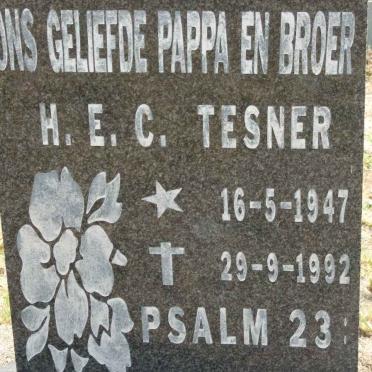 ONS GELIEFDE PAPPA EN BROER
H. E. C. TESNER
16-5-1947
29-9-1992
PSALM 23: